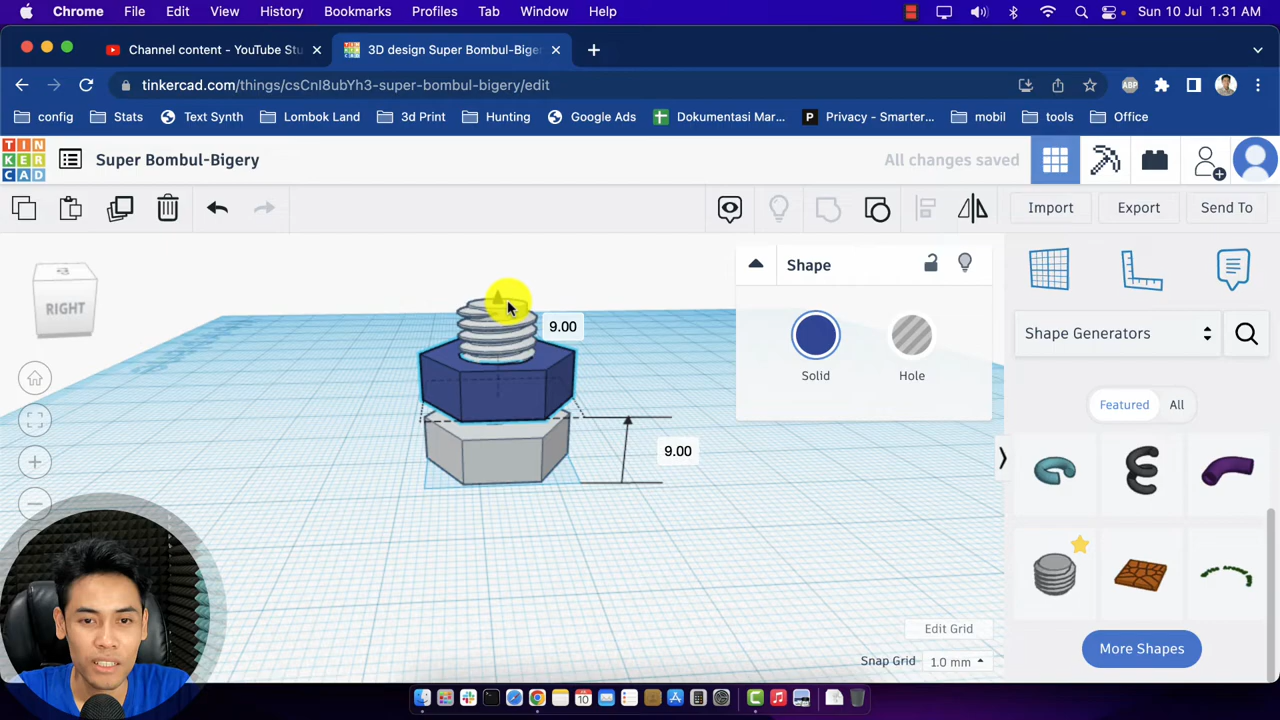 Chrome File Edit View History Bookmarks Profiles Tab Window Help Sun 10 Jul 1.31 AM
Channel content - YouTube Stu 3D design Super Bombul-Bige
tinkercad.com/things/csCnI8ubYh3-super-bombul-bigery/edit ABP
config Stats Text Synth Lombok Land 3d Print Hunting Google Ads Dokumentasi Mar... P Privacy - Smarter... mobil tools Office
TIN
KER
CAD
Super Bombul-Bigery All changes saved
Import Export Send To
Shape
RIGHT
9.00
Solid Hole
9.00
Shape Generators
Featured All
Edit Grid
More Shapes
Snap Grid 1.0 mm